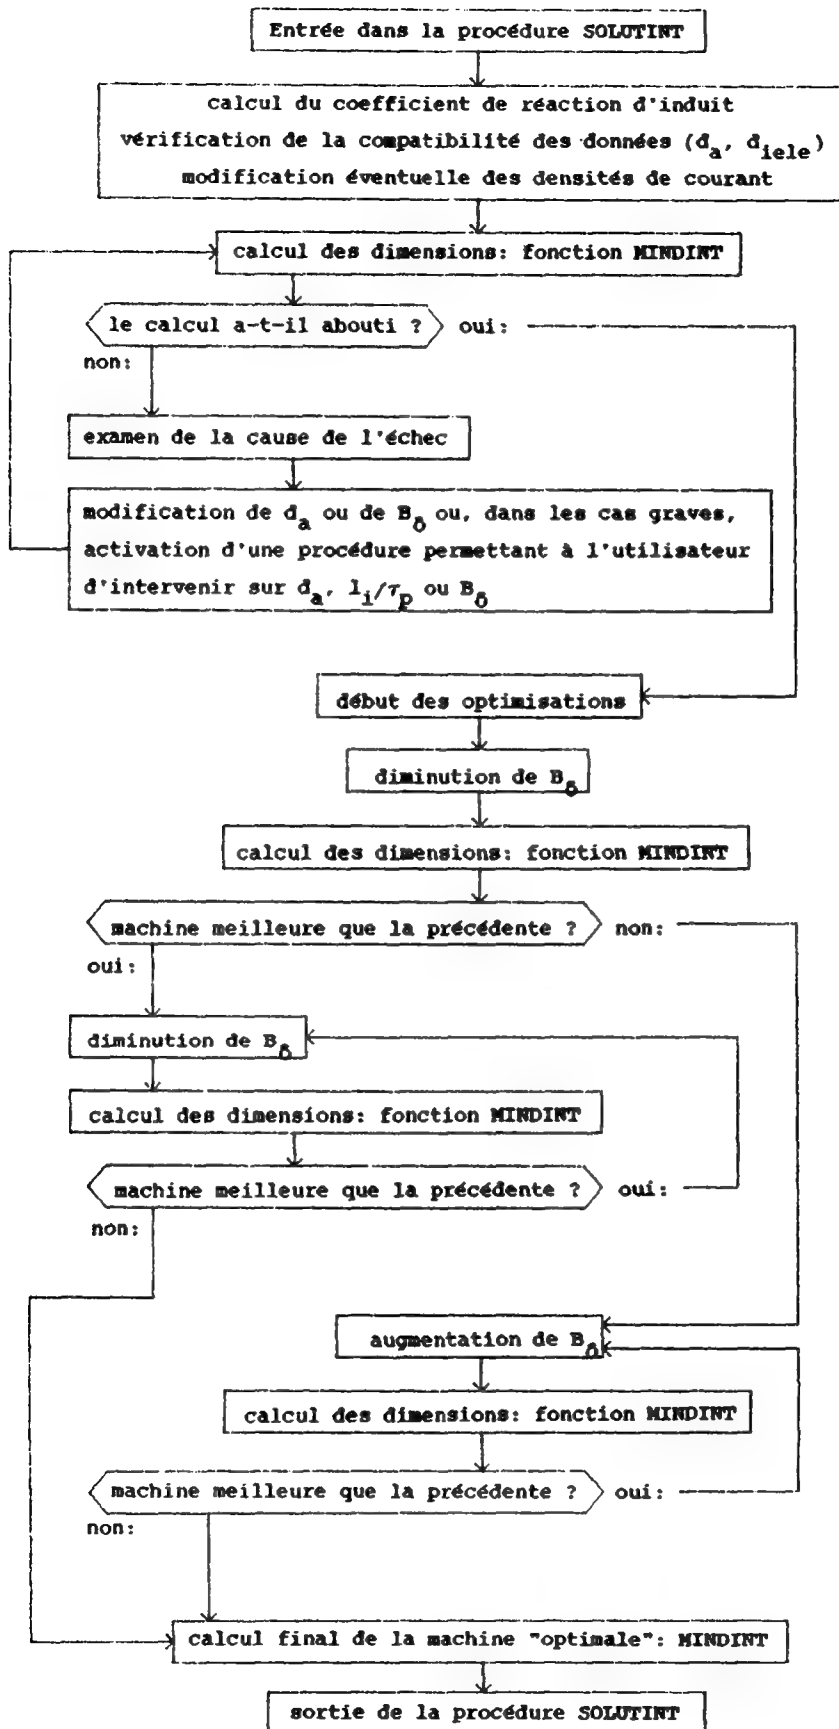 Entrée dans la procédure SOLUTINT
calcul du coefficient de réaction d'induit
vérification de la compatibilité des données (d_a, d_iele)
modification éventuelle des densités de courant
calcul des dimensions: fonction MINDINT
le calcul a-t-il abouti ? oui:
non:
examen de la cause de l'échec
modification de d_a ou de B_δ ou, dans les cas graves,
activation d'une procédure permettant à l'utilisateur
d'intervenir sur d_a, l_i/τ_p ou B_δ
début des optimisations
diminution de B_δ
calcul des dimensions: fonction MINDINT
machine meilleure que la précédente ? non:
oui:
diminution de B_δ
calcul des dimensions: fonction MINDINT
machine meilleure que la précédente ? oui:
non:
augmentation de B_δ
calcul des dimensions: fonction MINDINT
machine meilleure que la précédente ? oui:
non:
calcul final de la machine "optimale": MINDINT
sortie de la procédure SOLUTINT